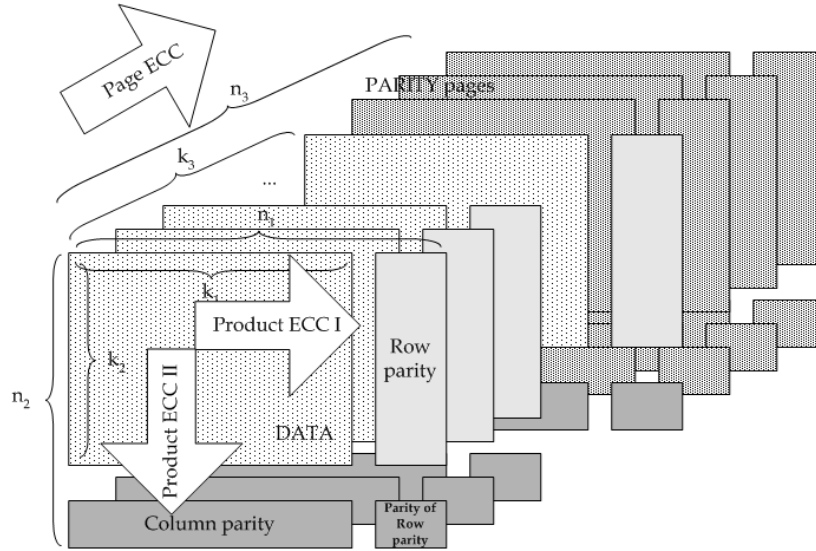 Page ECC
n3
PARITY pages
k3
...
n1
k1
Product ECC I
Row
parity
k2
n2
Product ECC II
DATA
Column parity
Parity of
Row
parity